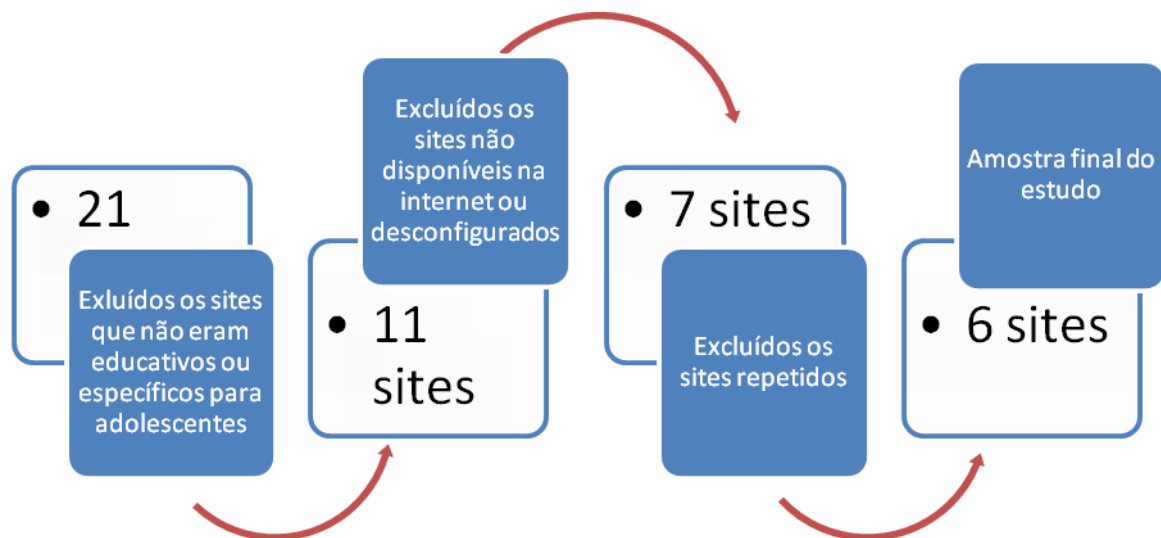 • 21
Exluídos os sites
que não eram
educativos ou
específicos para
adolescentes
Excluídos os
sites não
disponíveis na
internet ou
desconfigurados
• 11
sites
• 7 sites
Excluídos os
sites repetidos
Amostra final do
estudo
• 6 sites